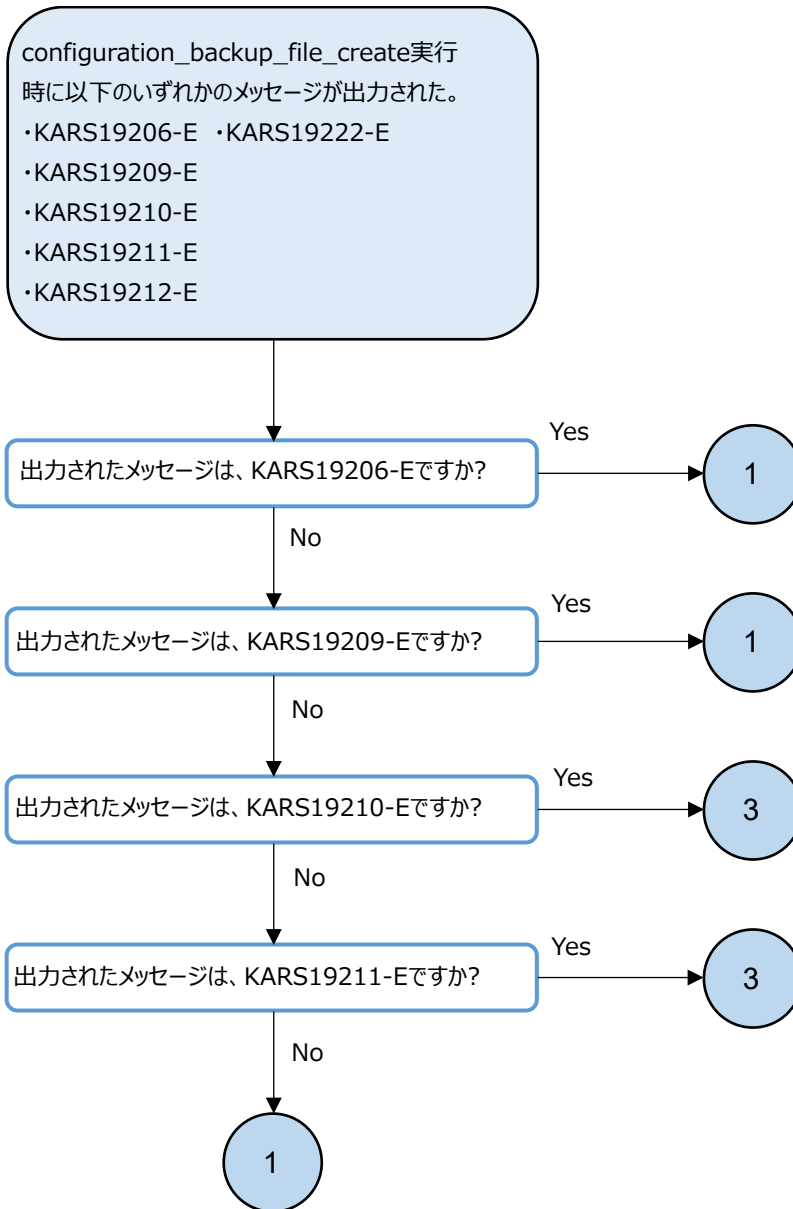 configuration_backup_file_create実行
時に以下のいずれかのメッセージが出力された。
・KARS19206-E ・KARS19222-E
・KARS19209-E
・KARS19210-E
・KARS19211-E
・KARS19212-E
Yes
出力されたメッセージは、KARS19206-Eですか?
1
No
Yes
出力されたメッセージは、KARS19209-Eですか?
1
No
Yes
出力されたメッセージは、KARS19210-Eですか?
3
No
Yes
出力されたメッセージは、KARS19211-Eですか?
3
No
1